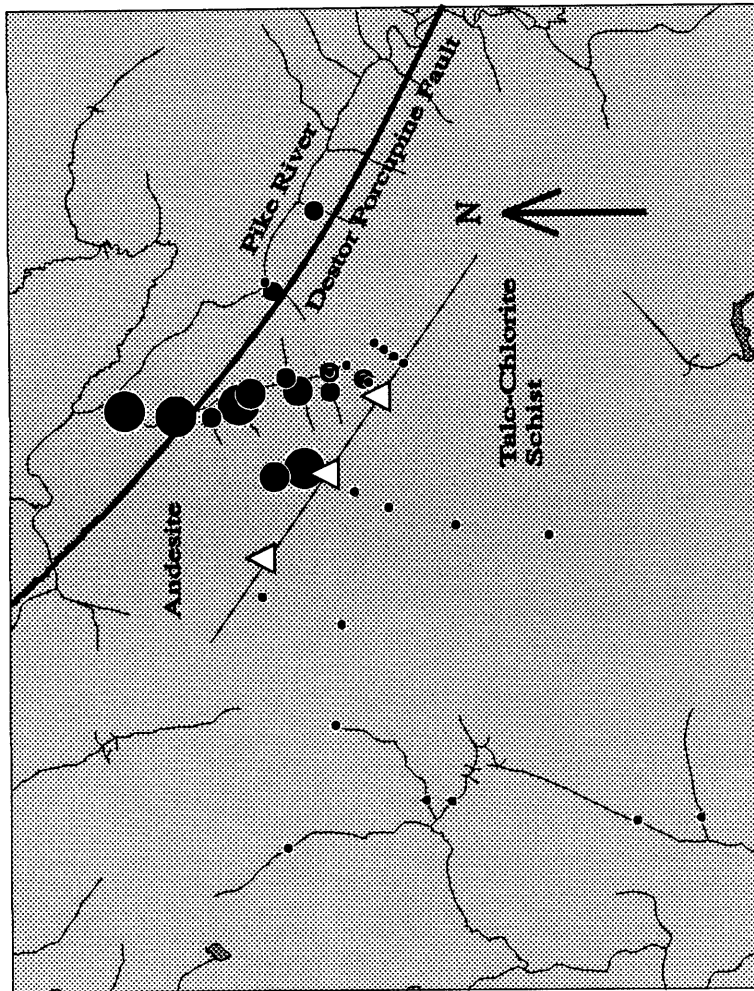 Pike River
Destor Porcupine Fault
N
Andesite
Talc-Chlorite
Schist